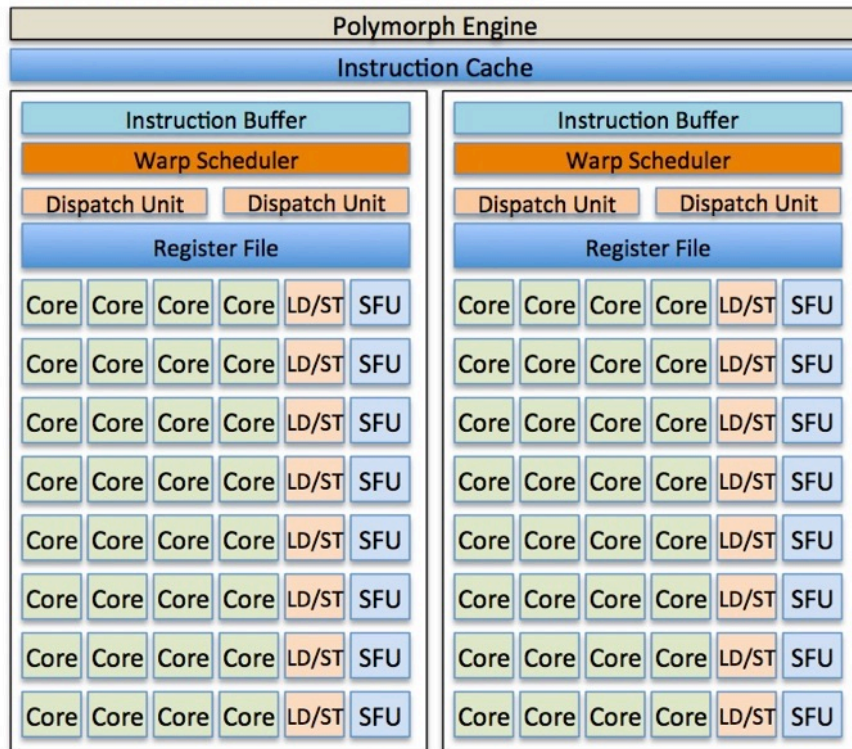 Polymorph Engine
Instruction Cache
Instruction Buffer
Warp Scheduler
Dispatch Unit Dispatch Unit
Register File
Core Core Core Core LD/ST SFU
Core Core Core Core LD/ST SFU
Core Core Core Core LD/ST SFU
Core Core Core Core LD/ST SFU
Core Core Core Core LD/ST SFU
Core Core Core Core LD/ST SFU
Core Core Core Core LD/ST SFU
Core Core Core Core LD/ST SFU
Instruction Buffer
Warp Scheduler
Dispatch Unit Dispatch Unit
Register File
Core Core Core Core LD/ST SFU
Core Core Core Core LD/ST SFU
Core Core Core Core LD/ST SFU
Core Core Core Core LD/ST SFU
Core Core Core Core LD/ST SFU
Core Core Core Core LD/ST SFU
Core Core Core Core LD/ST SFU
Core Core Core Core LD/ST SFU